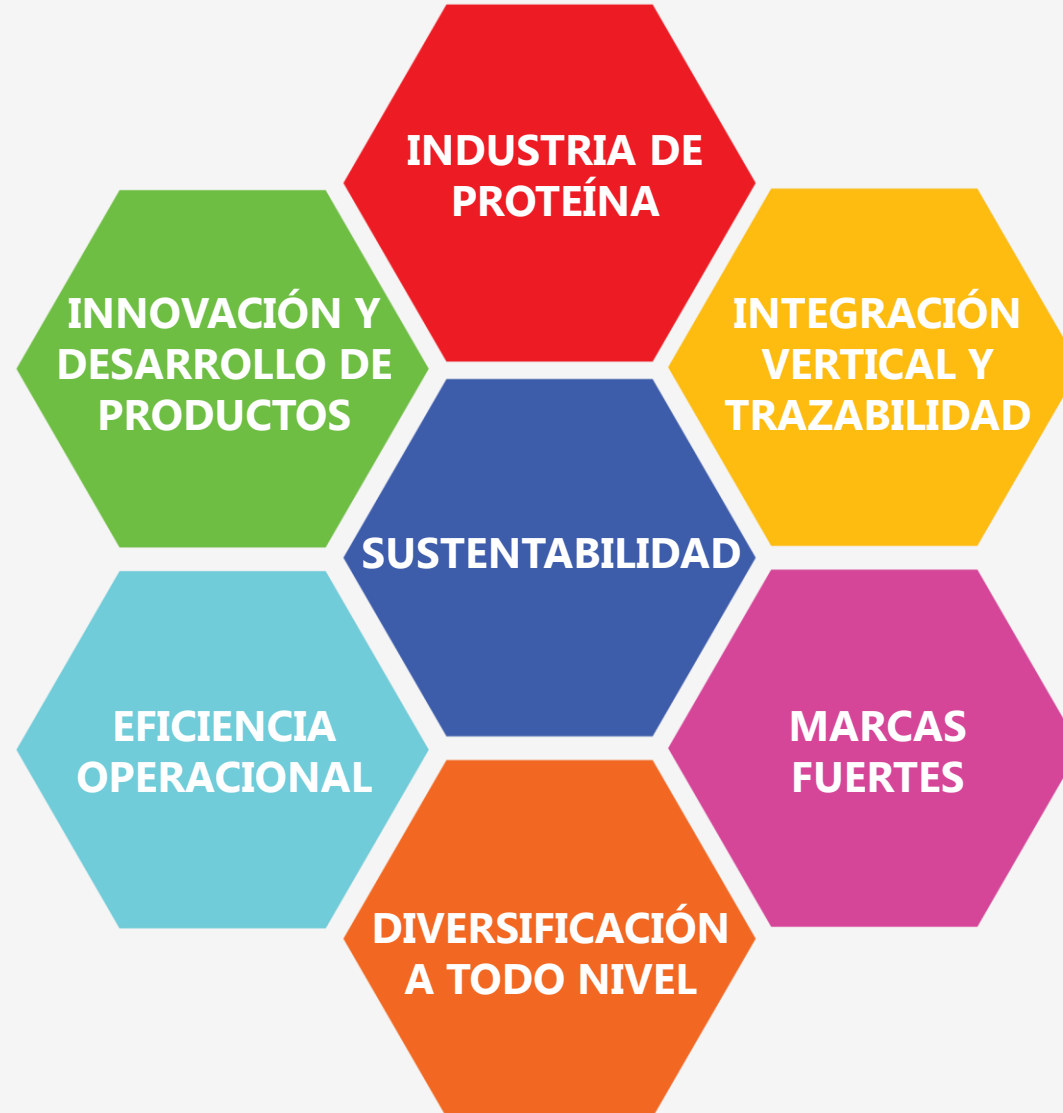 INDUSTRIA DE
PROTEÍNA
INNOVACIÓN Y
DESARROLLO DE
PRODUCTOS
INTEGRACIÓN
VERTICAL Y
TRAZABILIDAD
SUSTENTABILIDAD
EFICIENCIA
OPERACIONAL
MARCAS
FUERTES
DIVERSIFICACIÓN
A TODO NIVEL